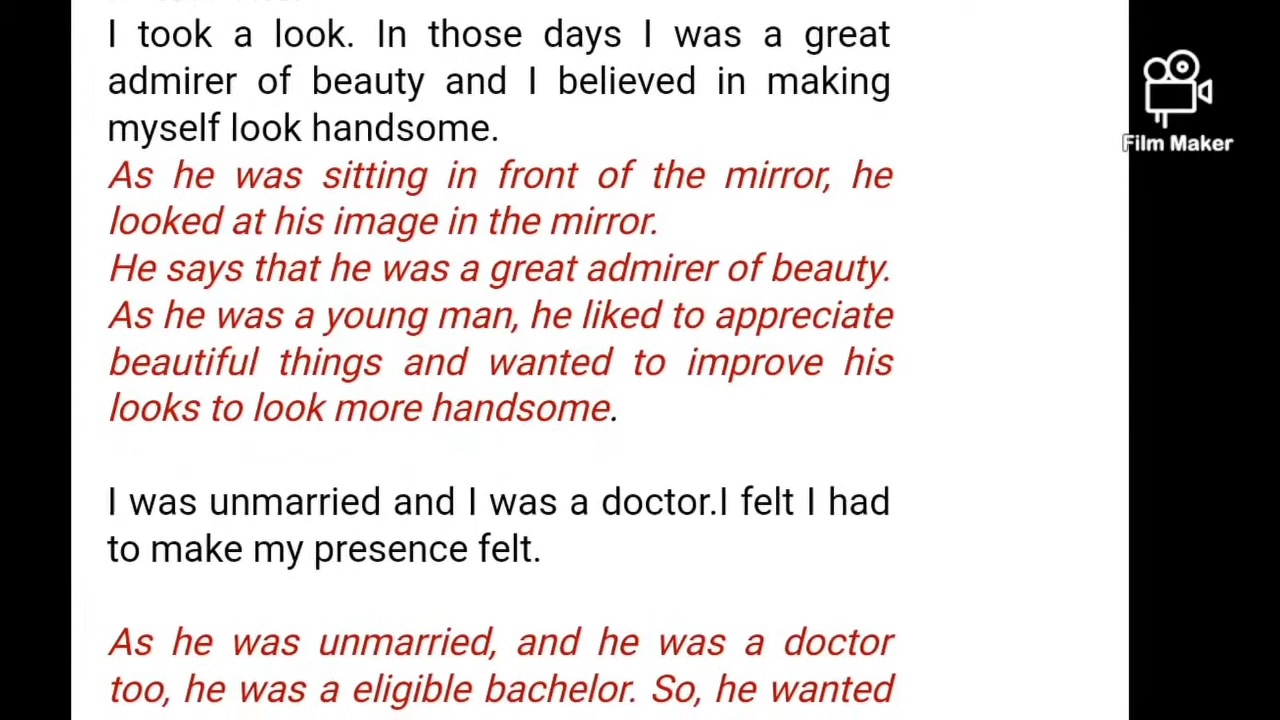 I took a look. In those days I was a great
admirer of beauty and I believed in making
myself look handsome.
As he was sitting in front of the mirror, he
looked at his image in the mirror.
He says that he was a great admirer of beauty.
As he was a young man, he liked to appreciate
beautiful things and wanted to improve his
looks to look more handsome.
I was unmarried and I was a doctor.I felt I had
to make my presence felt.
As he was unmarried, and he was a doctor
too, he was a eligible bachelor. So, he wanted
Film Maker